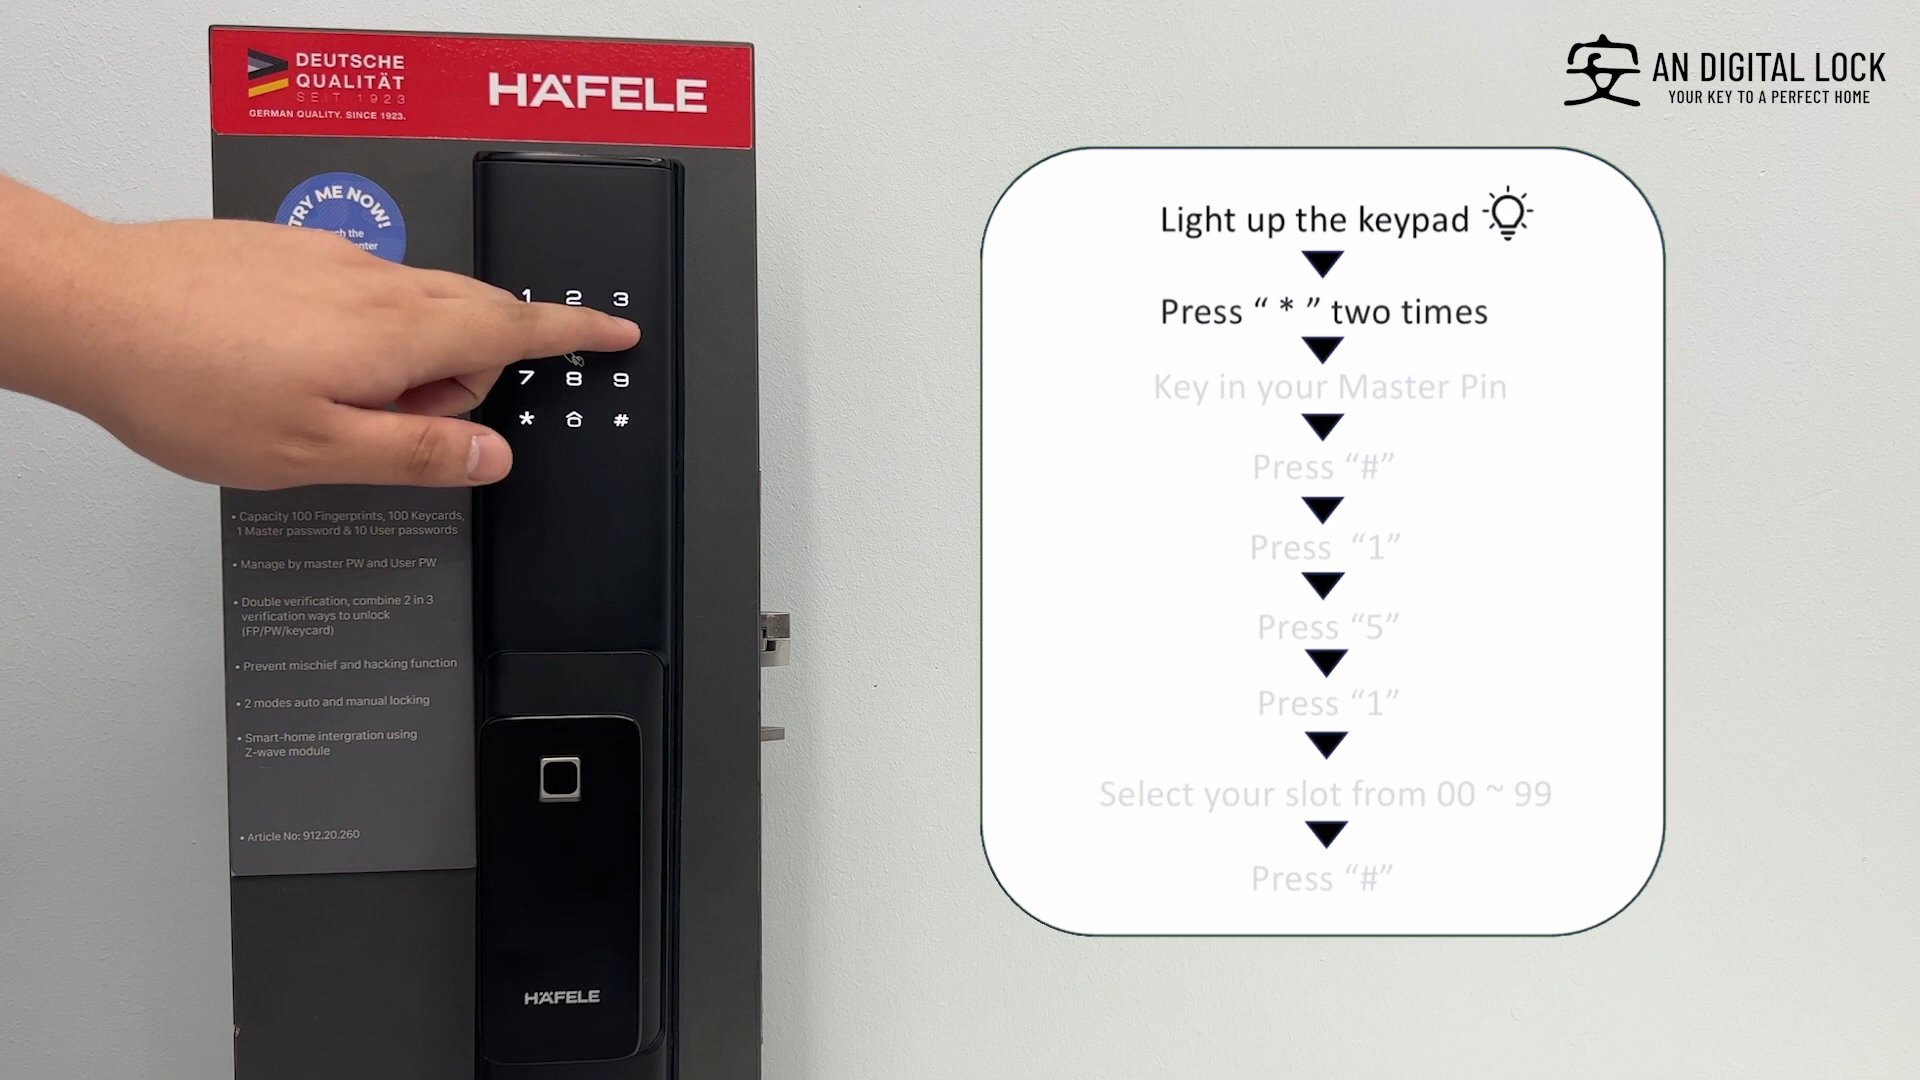 DEUTSCHE
QUALITÄT
SEIT 1923
GERMAN QUALITY. SINCE 1923.
HÄFELE
TRY ME NOW!
the
1 2 3
7 8 9
* #
• Capacity 100 Fingerprints, 100 Keycards,
1 Master password & 10 User passwords
• Manage by master PW and User PW
• Double verification, combine 2 in 3
verification ways to unlock
(FP/PW/keycard)
• Prevent mischief and hacking function
• 2 modes auto and manual locking
• Smart-home intergration using
Z-wave module
• Article No: 912.20.260
HÄFELE
AN DIGITAL LOCK
YOUR KEY TO A PERFECT HOME
Light up the keypad
Press “ * ” two times
Key in your Master Pin
Press “#”
Press “1”
Press “5”
Press “1”
Select your slot from 00 ~ 99
Press “#”